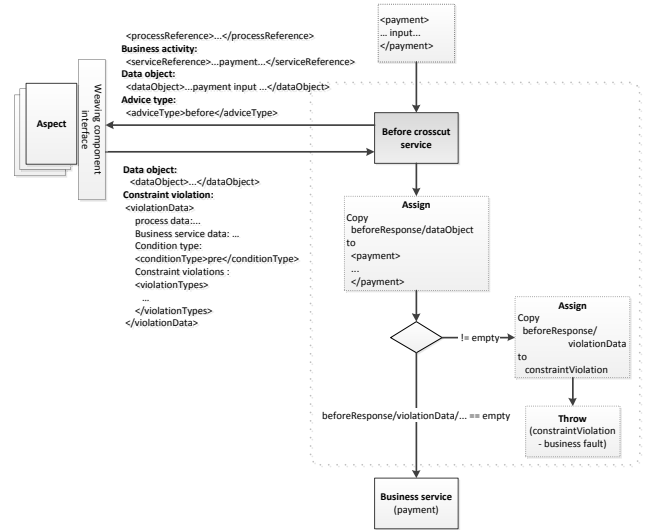 <processReference>...</processReference>
Business activity:
<serviceReference>...payment...</serviceReference>
Data object:
<dataObject>...payment input ...</dataObject>
Advice type:
<adviceType>before</adviceType>
<payment>
... input...
</payment>
Aspect
Weaving component
interface
Before crosscut
service
Data object:
<dataObject>...</dataObject>
Constraint violation:
<violationData>
process data:...
Business service data: ...
Condition type:
<conditionType>pre</conditionType>
Constraint violations :
<violationTypes>
...
</violationTypes>
</violationData>
Assign
Copy
beforeResponse/dataObject
to
<payment>
...
</payment>
!= empty
Assign
Copy
beforeResponse/
violationData
to
constraintViolation
beforeResponse/violationData/... == empty
Throw
(constraintViolation
- business fault)
Business service
(payment)